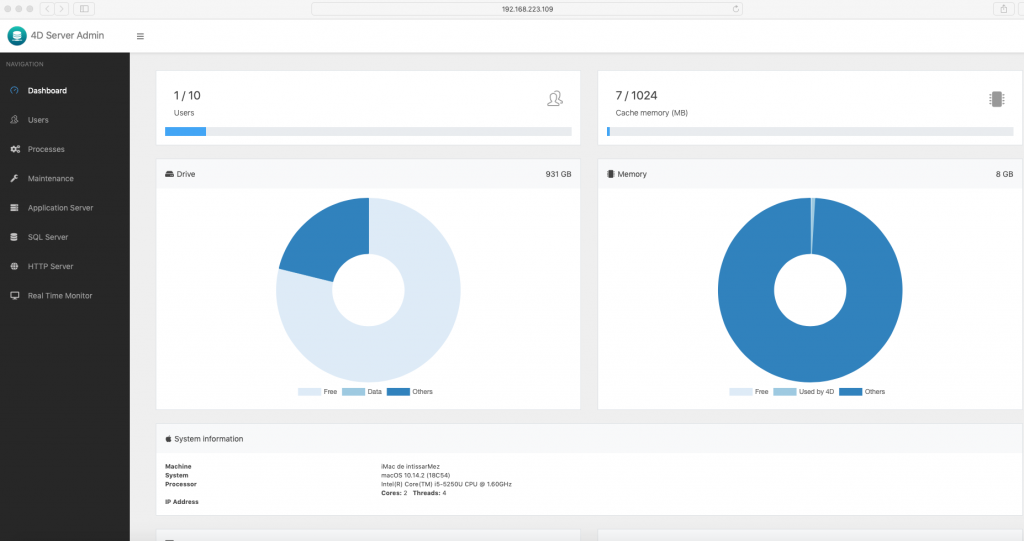 192.168.223.109
4D Server Admin
NAVIGATION
Dashboard
Users
Processes
Maintenance
Application Server
SQL Server
HTTP Server
Real Time Monitor
1 / 10
Users
7 / 1024
Cache memory (MB)
Drive 931 GB
Free Data Others
Memory 8 GB
Free Used by 4D Others
System information
Machine iMac de intissarMez
System macOS 10.14.2 (18C54)
Processor Intel(R) Core(TM) i5-5250U CPU @ 1.60GHz
Cores: 2 Threads: 4
IP Address